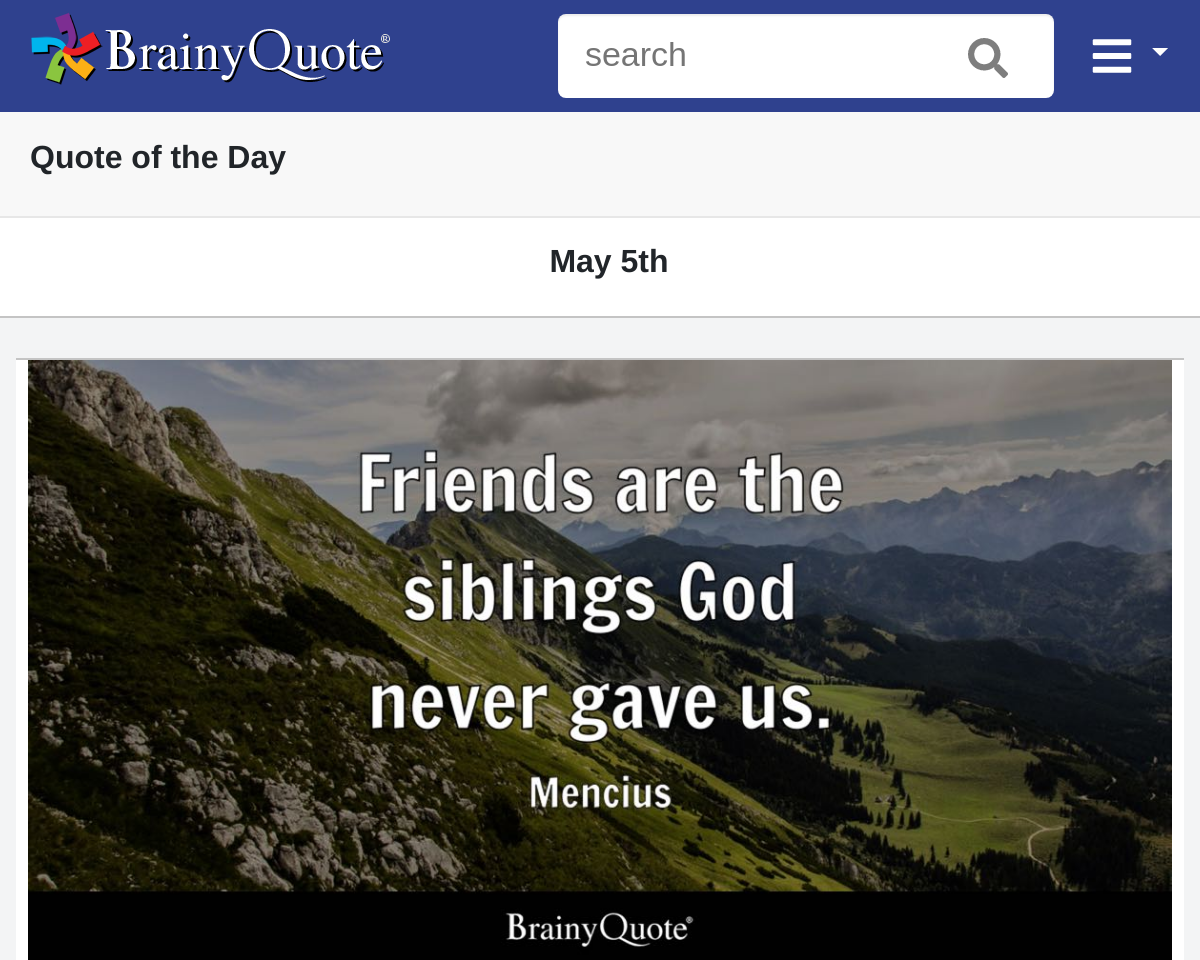 BrainyQuote®
search
Quote of the Day
May 5th
Friends are the
siblings God
never gave us.
Mencius
BrainyQuote®